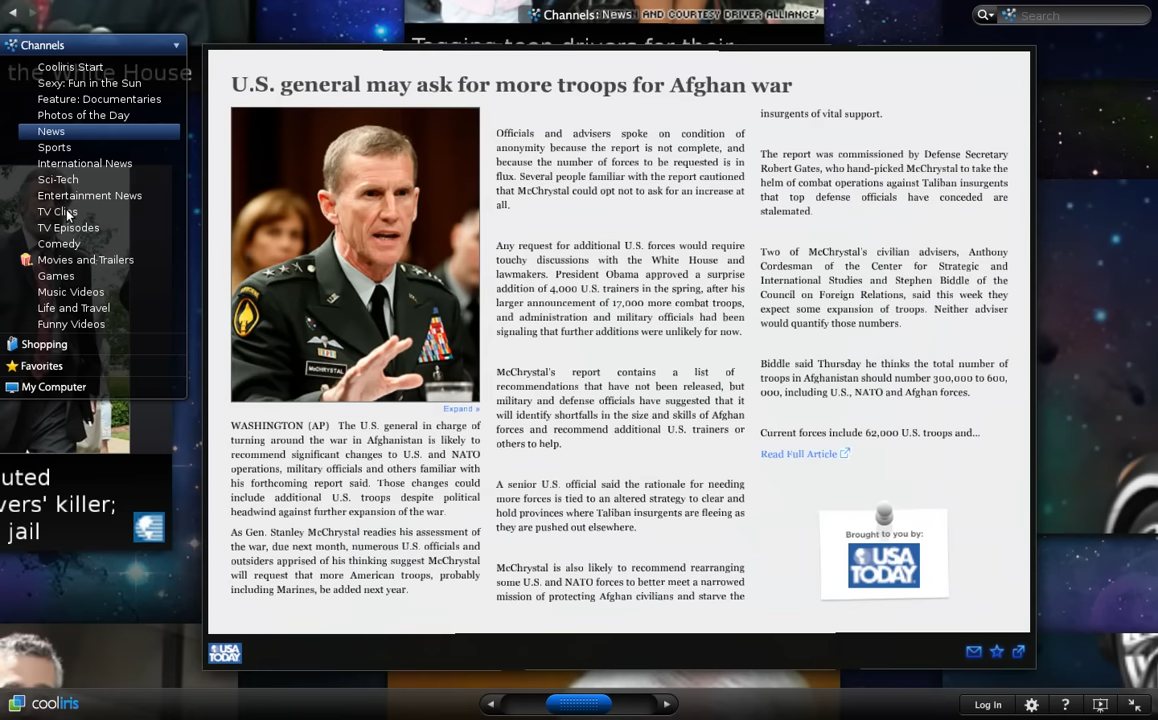 Channels: News
AND COURTESY DRIVER ALLIANCE'
Search
Tagging teen drivers for their
Channels
the White House
Cooliris Start
Sexy: Fun in the Sun
Feature: Documentaries
Photos of the Day
News
Sports
International News
Sci-Tech
Entertainment News
TV Clips
TV Episodes
Comedy
Movies and Trailers
Games
Music Videos
Life and Travel
Funny Videos
Shopping
Favorites
My Computer
uted
vers' killer;
jail
U.S. general may ask for more troops for Afghan war
McCHRYSTAL
Expand »
WASHINGTON (AP) The U.S. general in charge of
turning around the war in Afghanistan is likely to
recommend significant changes to U.S. and NATO
operations, military officials and others familiar with
his forthcoming report said. Those changes could
include additional U.S. troops despite political
headwind against further expansion of the war.
As Gen. Stanley McChrystal readies his assessment of
the war, due next month, numerous U.S. officials and
outsiders apprised of his thinking suggest McChrystal
will request that more American troops, probably
including Marines, be added next year.
Officials and advisers spoke on condition of
anonymity because the report is not complete, and
because the number of forces to be requested is in
flux. Several people familiar with the report cautioned
that McChrystal could opt not to ask for an increase at
all.
Any request for additional U.S. forces would require
touchy discussions with the White House and
lawmakers. President Obama approved a surprise
addition of 4,000 U.S. trainers in the spring, after his
larger announcement of 17,000 more combat troops,
and administration and military officials had been
signaling that further additions were unlikely for now.
McChrystal's report contains a list of
recommendations that have not been released, but
military and defense officials have suggested that it
will identify shortfalls in the size and skills of Afghan
forces and recommend additional U.S. trainers or
others to help.
A senior U.S. official said the rationale for needing
more forces is tied to an altered strategy to clear and
hold provinces where Taliban insurgents are fleeing as
they are pushed out elsewhere.
McChrystal is also likely to recommend rearranging
some U.S. and NATO forces to better meet a narrowed
mission of protecting Afghan civilians and starve the
insurgents of vital support.
The report was commissioned by Defense Secretary
Robert Gates, who hand-picked McChrystal to take the
helm of combat operations against Taliban insurgents
that top defense officials have conceded are
stalemated.
Two of McChrystal's civilian advisers, Anthony
Cordesman of the Center for Strategic and
International Studies and Stephen Biddle of the
Council on Foreign Relations, said this week they
expect some expansion of troops. Neither adviser
would quantify those numbers.
Biddle said Thursday he thinks the total number of
troops in Afghanistan should number 300,000 to 600,
000, including U.S., NATO and Afghan forces.
Current forces include 62,000 U.S. troops and...
Read Full Article
Brought to you by:
USA
TODAY
USA
TODAY
cooliris
Log In
?